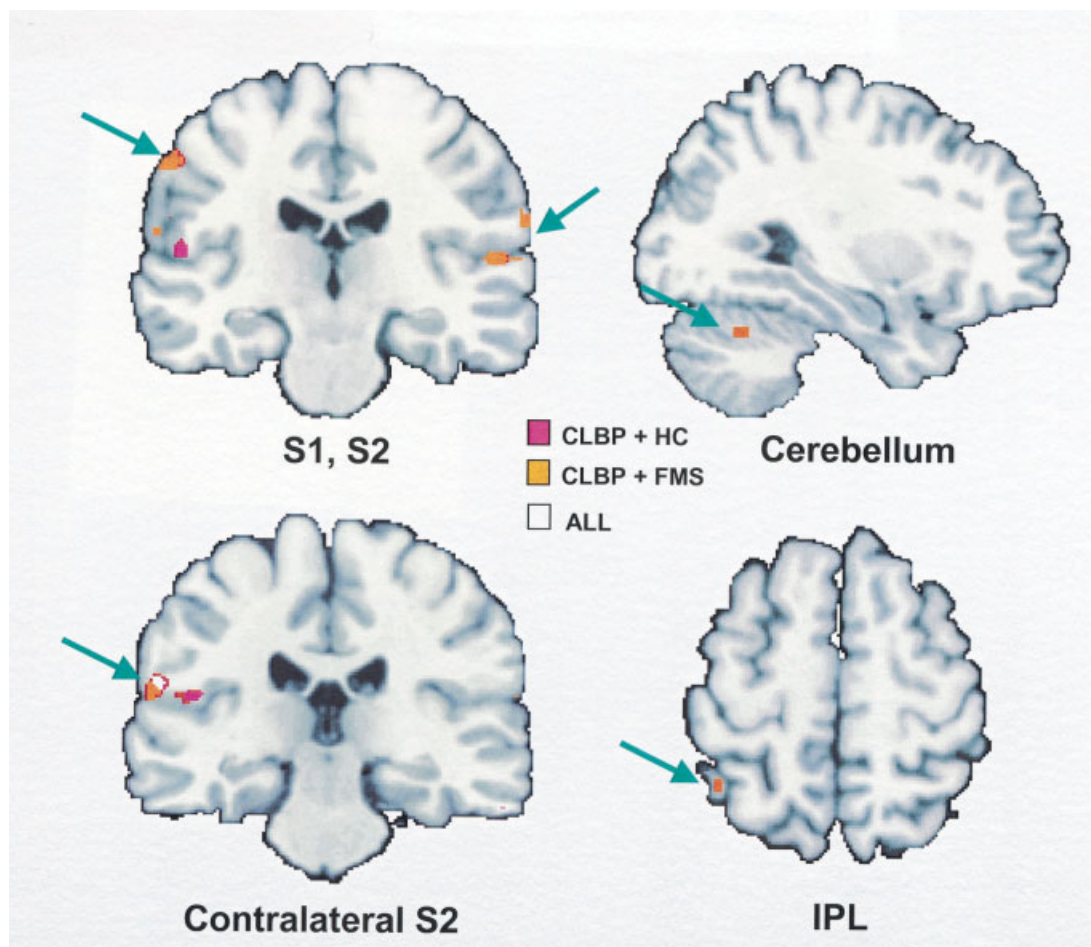 S1, S2
CLBP + HC
CLBP + FMS
ALL
Cerebellum
Contralateral S2
IPL